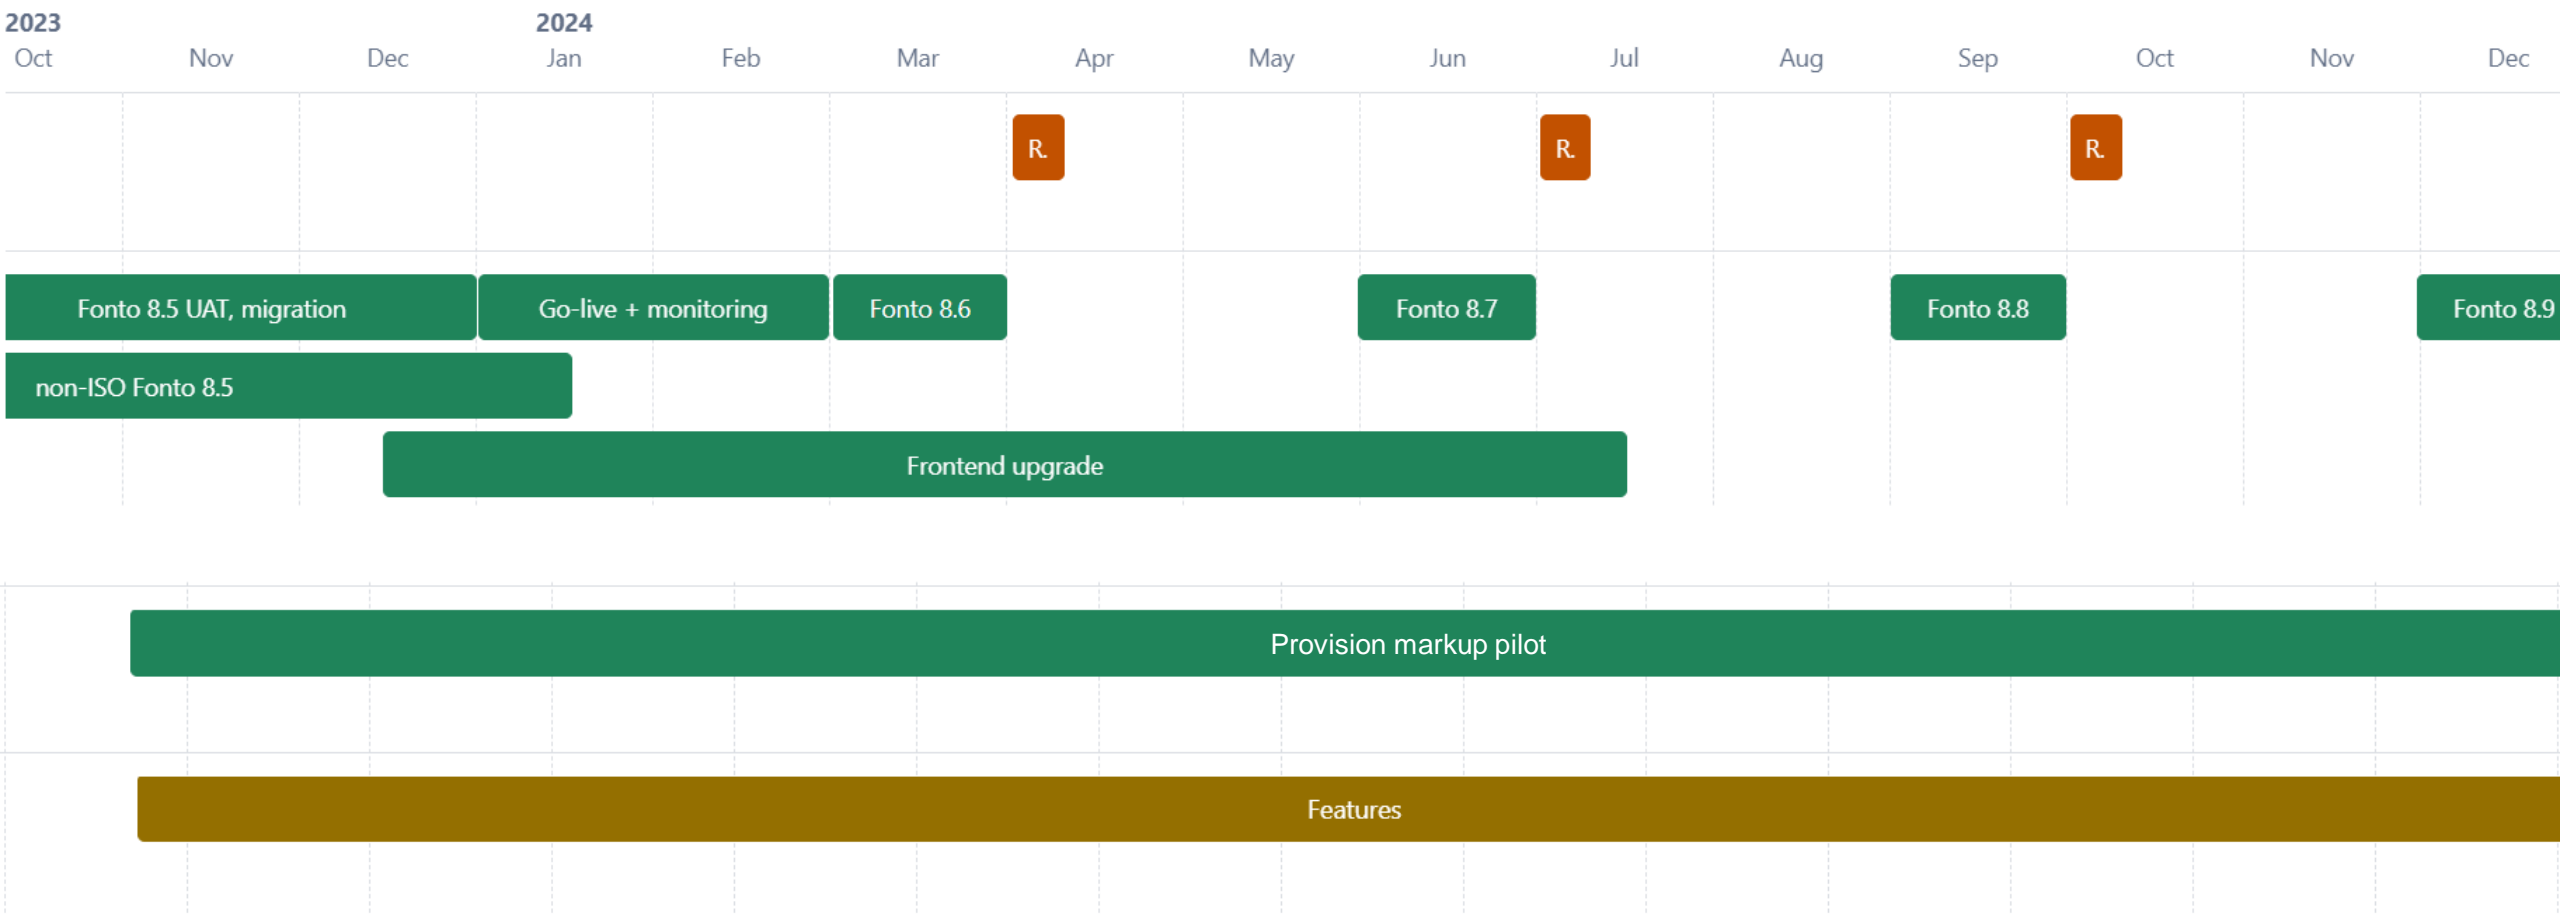 2023 2024
Oct Nov Dec Jan Feb Mar Apr May Jun Jul Aug Sep Oct Nov Dec
R. R. R.
Fonto 8.5 UAT, migration Go-live + monitoring Fonto 8.6 Fonto 8.7 Fonto 8.8 Fonto 8.9
non-ISO Fonto 8.5
Frontend upgrade
Provision markup pilot
Features